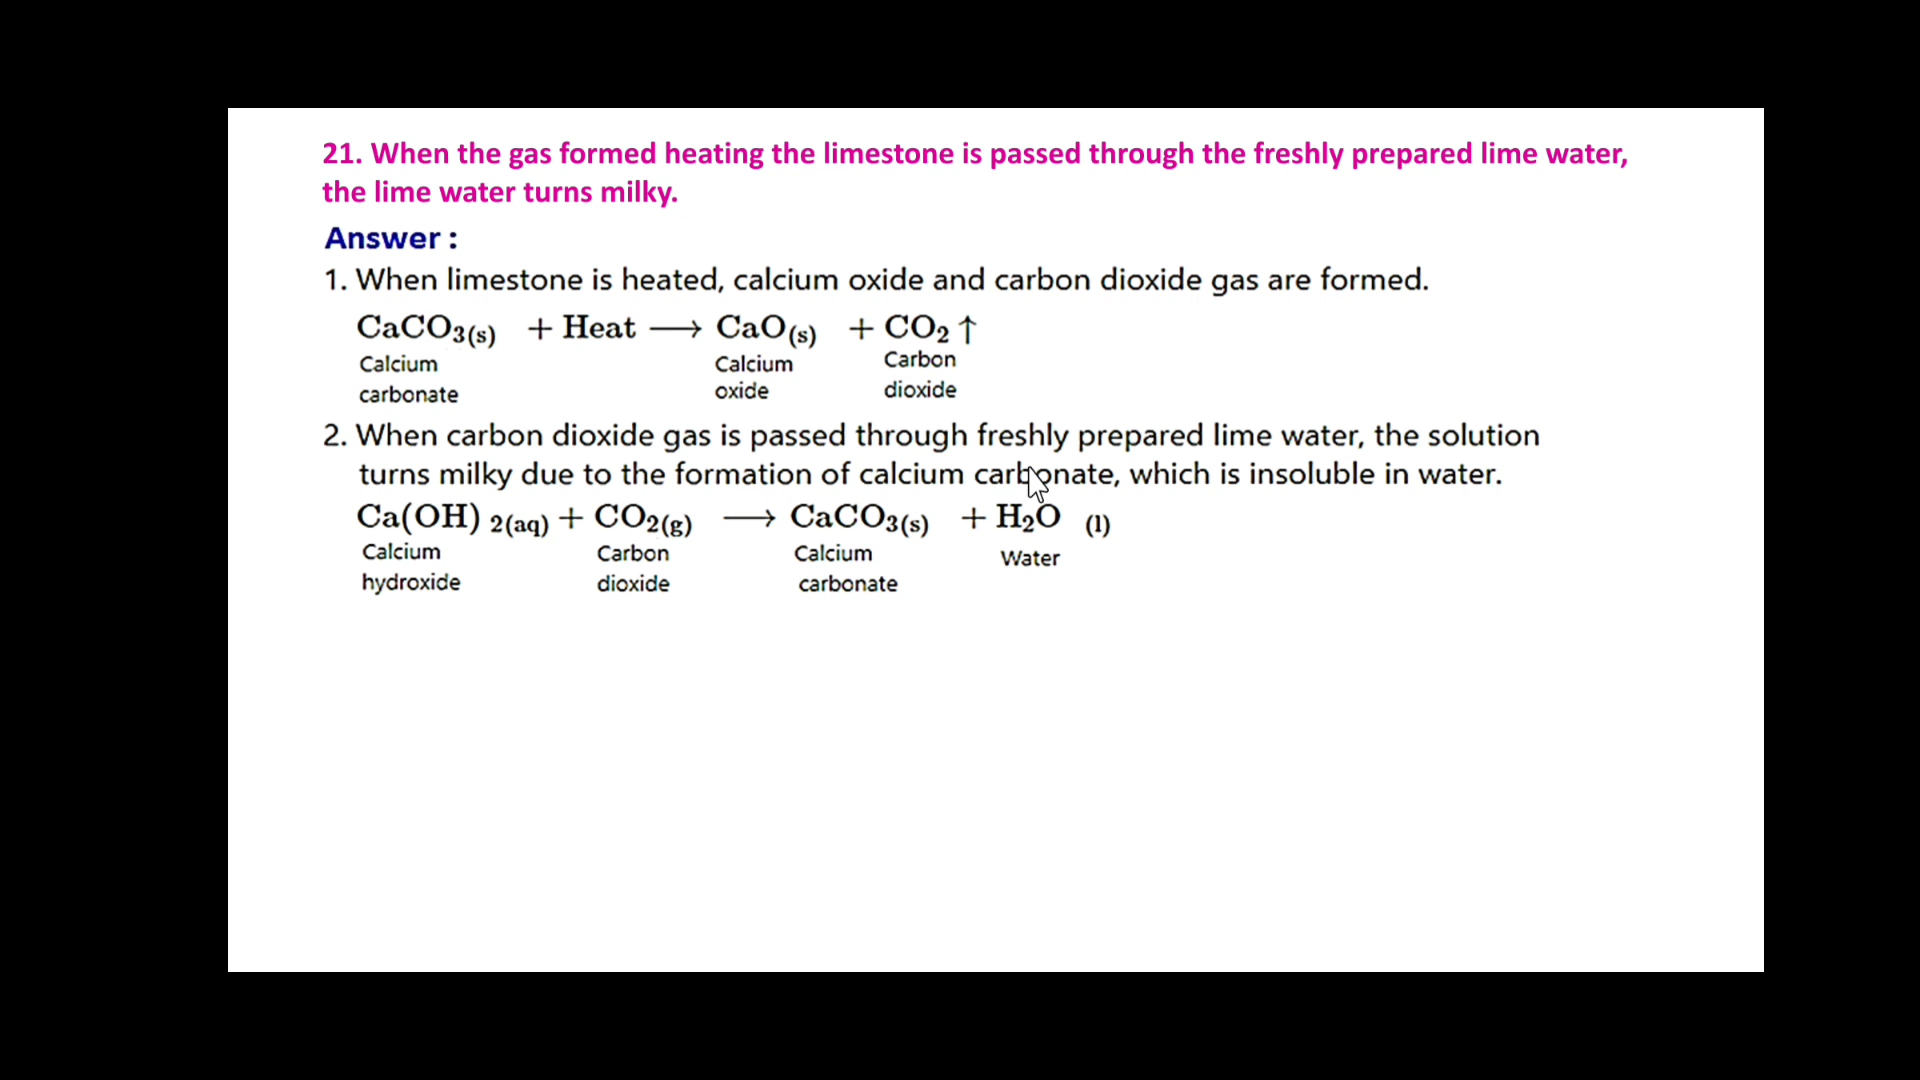 21. When the gas formed heating the limestone is passed through the freshly prepared lime water,
the lime water turns milky.
Answer :
1. When limestone is heated, calcium oxide and carbon dioxide gas are formed.
CaCO₃(s) + Heat ⟶ CaO(s) + CO₂ ↑
Calcium carbonate Calcium oxide Carbon dioxide
2. When carbon dioxide gas is passed through freshly prepared lime water, the solution
turns milky due to the formation of calcium carbonate, which is insoluble in water.
Ca(OH) ₂(aq) + CO₂(g) ⟶ CaCO₃(s) + H₂O (l)
Calcium hydroxide Carbon dioxide Calcium carbonate Water